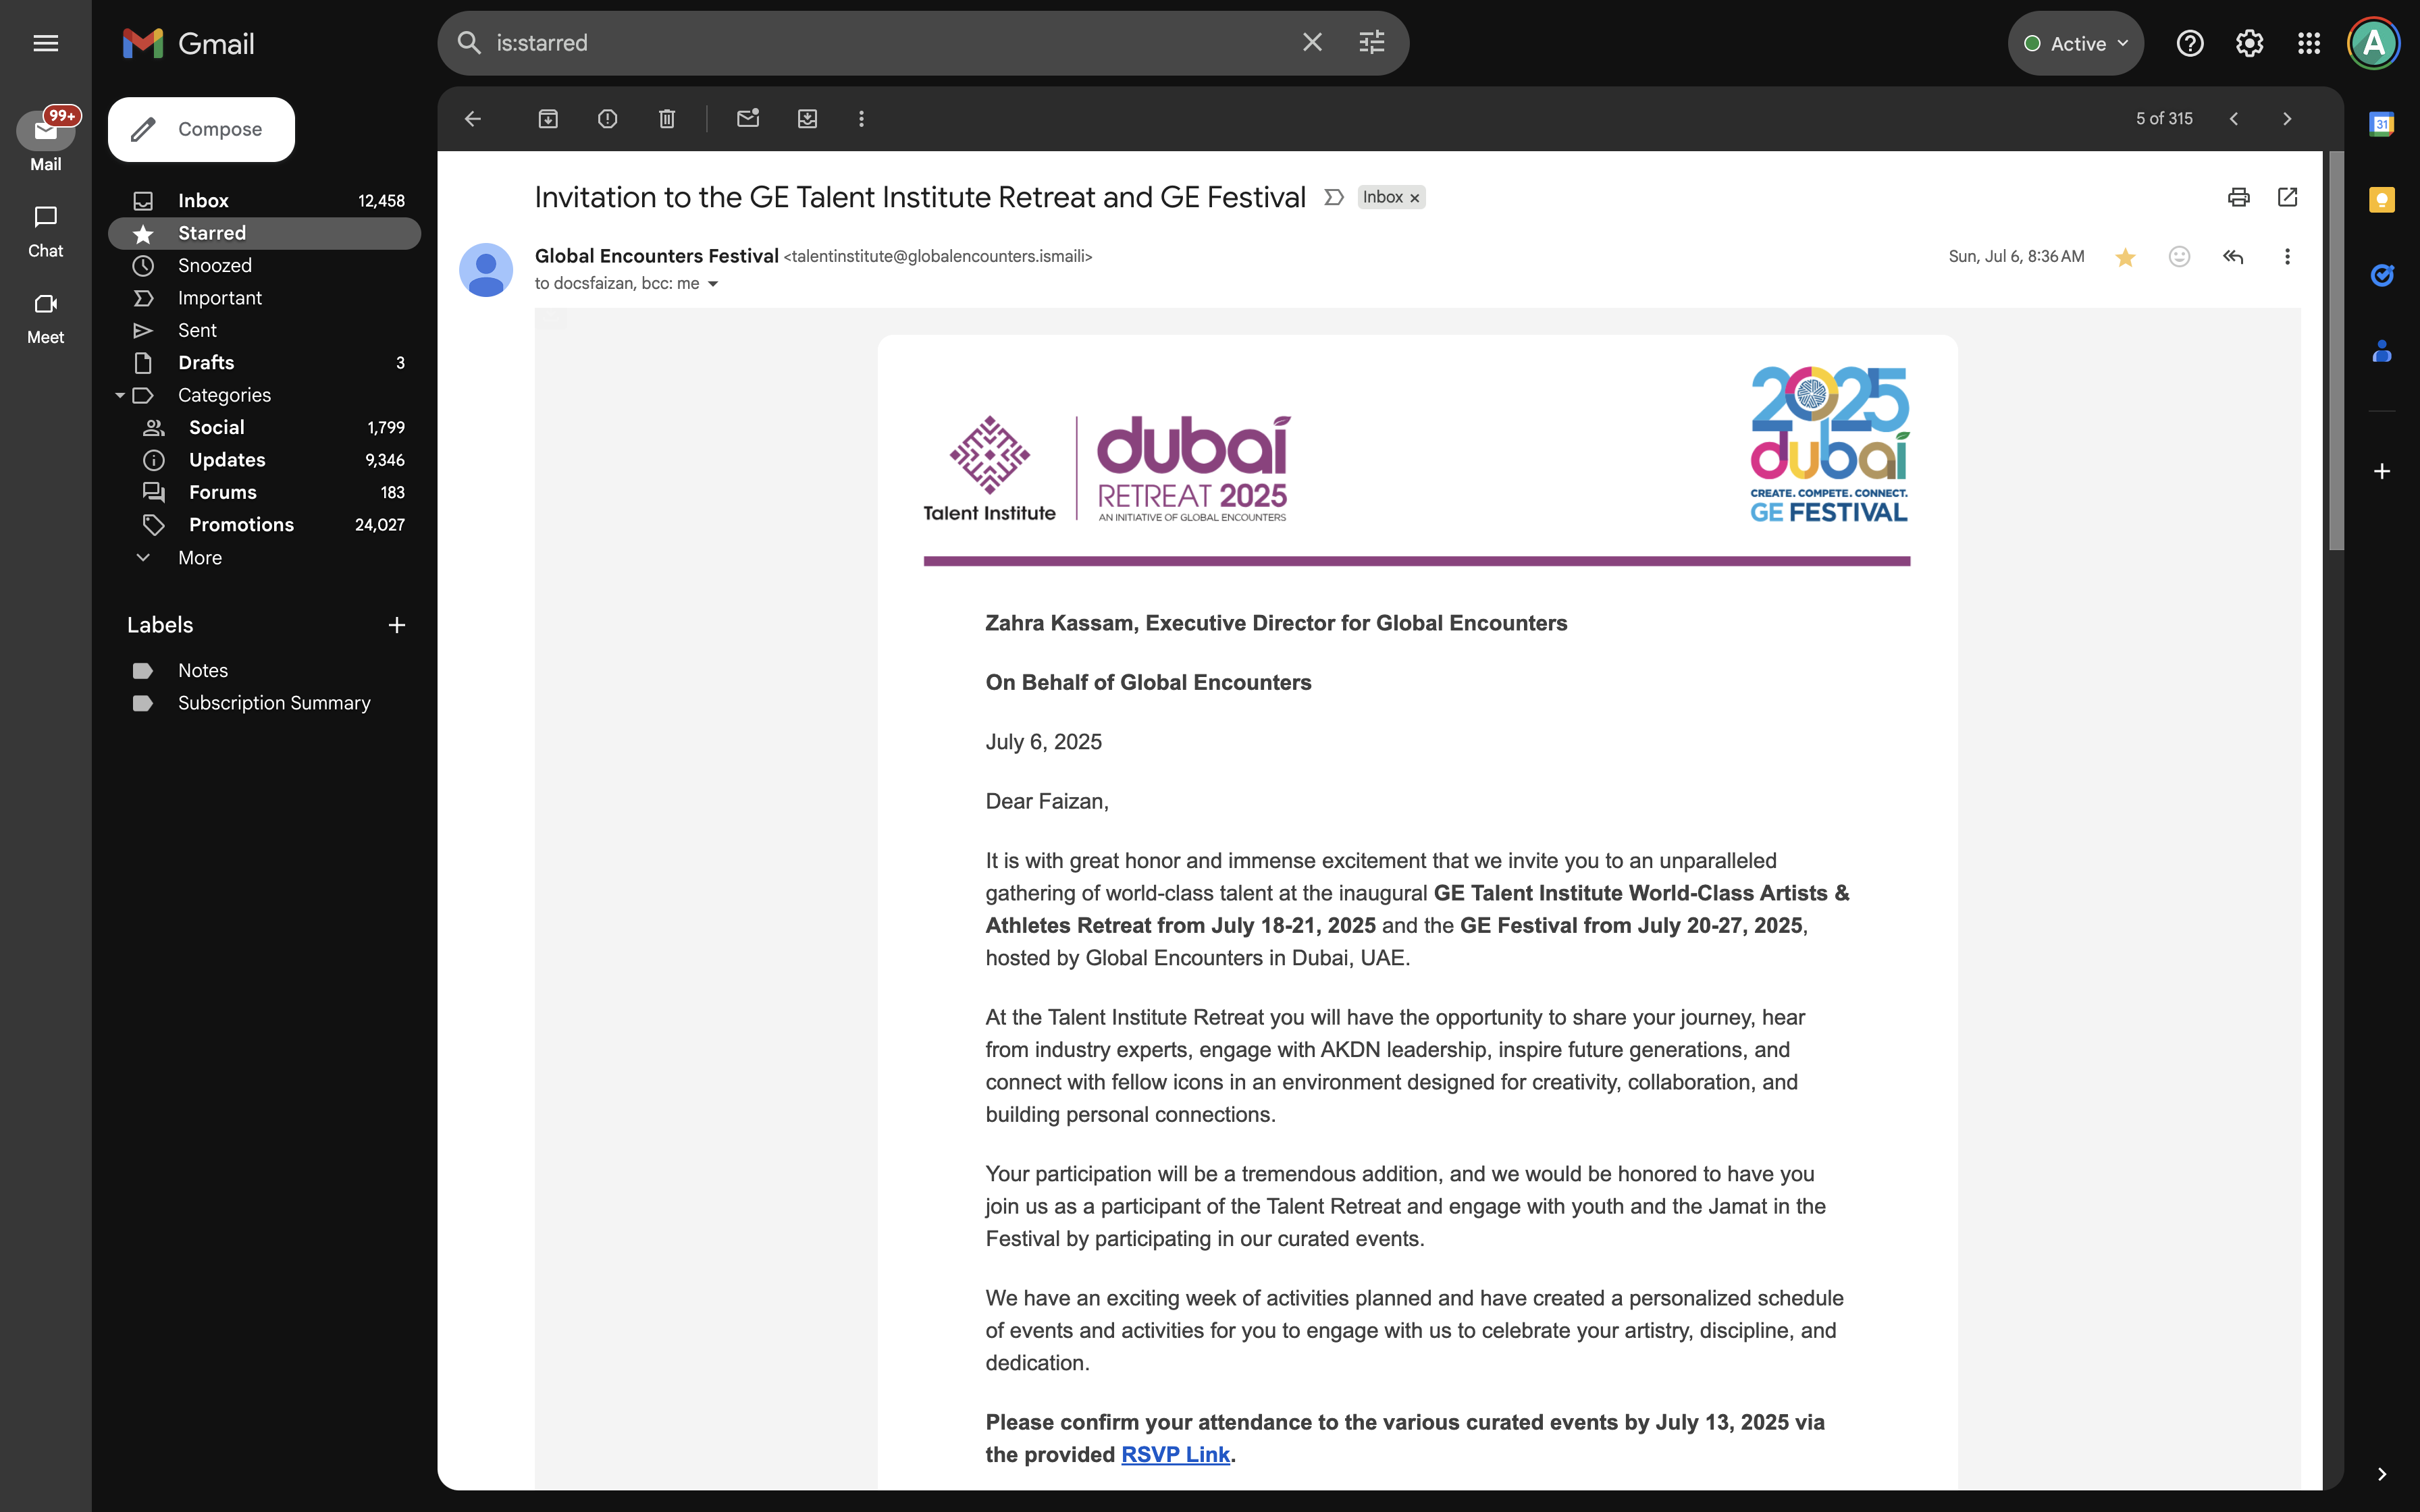 Gmail
is:starred
Active
A
99+
Mail
Chat
Meet
Compose
Inbox 12,458
Starred
Snoozed
Important
Sent
Drafts 3
Categories
Social 1,799
Updates 9,346
Forums 183
Promotions 24,027
More
Labels
Notes
Subscription Summary
5 of 315
31
Invitation to the GE Talent Institute Retreat and GE Festival Inbox ×
Global Encounters Festival <talentinstitute@globalencounters.ismaili>
Sun, Jul 6, 8:36 AM
to docsfaizan, bcc: me
Talent Institute
dubai
RETREAT 2025
AN INITIATIVE OF GLOBAL ENCOUNTERS
2025
dubai
CREATE. COMPETE. CONNECT.
GE FESTIVAL
Zahra Kassam, Executive Director for Global Encounters
On Behalf of Global Encounters
July 6, 2025
Dear Faizan,
It is with great honor and immense excitement that we invite you to an unparalleled
gathering of world-class talent at the inaugural GE Talent Institute World-Class Artists &
Athletes Retreat from July 18-21, 2025 and the GE Festival from July 20-27, 2025,
hosted by Global Encounters in Dubai, UAE.
At the Talent Institute Retreat you will have the opportunity to share your journey, hear
from industry experts, engage with AKDN leadership, inspire future generations, and
connect with fellow icons in an environment designed for creativity, collaboration, and
building personal connections.
Your participation will be a tremendous addition, and we would be honored to have you
join us as a participant of the Talent Retreat and engage with youth and the Jamat in the
Festival by participating in our curated events.
We have an exciting week of activities planned and have created a personalized schedule
of events and activities for you to engage with us to celebrate your artistry, discipline, and
dedication.
Please confirm your attendance to the various curated events by July 13, 2025 via
the provided RSVP Link.